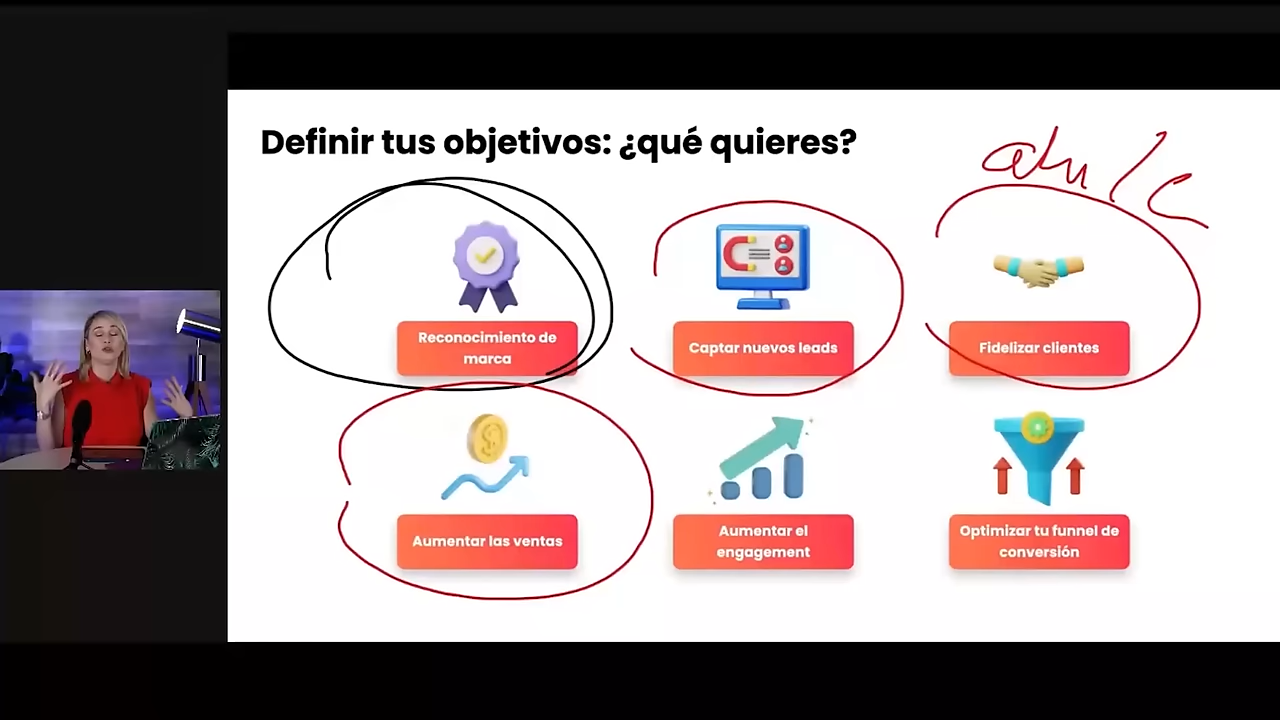 Definir tus objetivos: ¿qué quieres?
Reconocimiento de
marca
Captar nuevos leads
Fidelizar clientes
Aumentar las ventas
Aumentar el
engagement
Optimizar tu funnel de
conversión